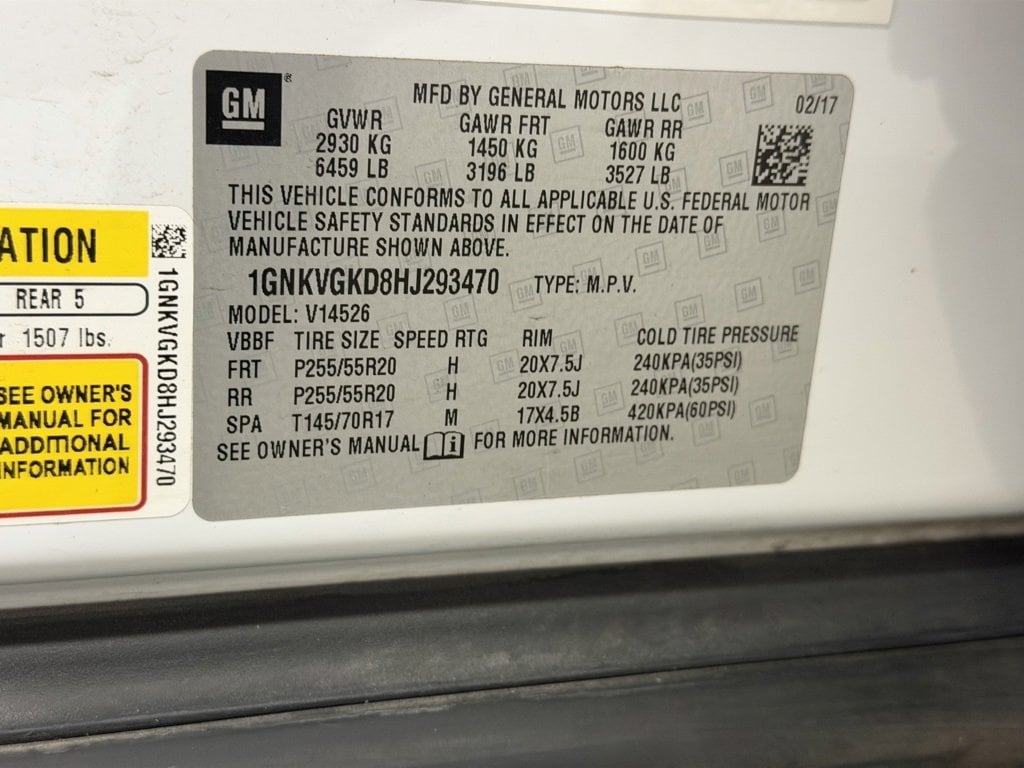 GM
®
MFD BY GENERAL MOTORS LLC
02/17
GVWR GAWR FRT GAWR RR
2930 KG 1450 KG 1600 KG
6459 LB 3196 LB 3527 LB
THIS VEHICLE CONFORMS TO ALL APPLICABLE U.S. FEDERAL MOTOR
VEHICLE SAFETY STANDARDS IN EFFECT ON THE DATE OF
MANUFACTURE SHOWN ABOVE.
1GNKVGKD8HJ293470 TYPE: M.P.V.
MODEL: V14526
VBBF TIRE SIZE SPEED RTG RIM COLD TIRE PRESSURE
FRT P255/55R20 H 20X7.5J 240KPA(35PSI)
RR P255/55R20 H 20X7.5J 240KPA(35PSI)
SPA T145/70R17 M 17X4.5B 420KPA(60PSI)
SEE OWNER'S MANUAL i FOR MORE INFORMATION.
ATION
REAR 5
r 1507 lbs.
SEE OWNER'S
MANUAL FOR
ADDITIONAL
INFORMATION
1GNKVGKD8HJ293470